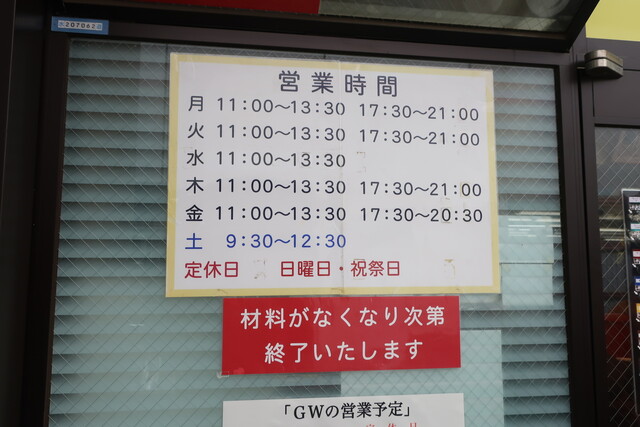 207062
営業時間
月 11:00～13:30 17:30～21:00
火 11:00～13:30 17:30～21:00
水 11:00～13:30
木 11:00～13:30 17:30～21:00
金 11:00～13:30 17:30～20:30
土 9:30～12:30
定休日 日曜日・祝祭日
材料がなくなり次第
終了いたします
「GWの営業予定」